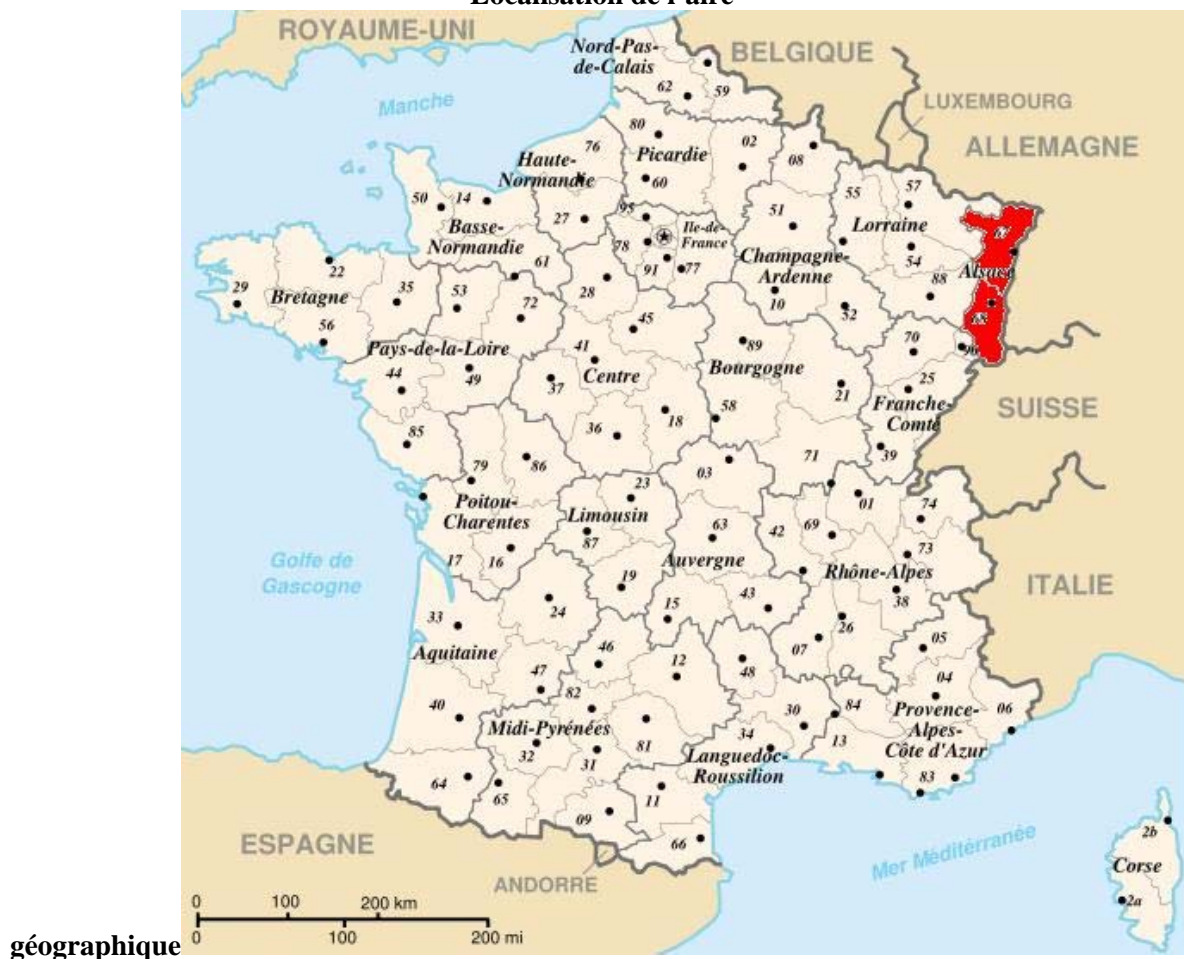 Localisation de l'aire
ROYAUME-UNI
Nord-Pas-
de-Calais
BELGIQUE
62
59
Manche
LUXEMBOURG
80
02
08
ALLEMAGNE
76
Picardie
Haute-
Normandie
60
55
57
50
14
27
95
51
Lorraine
67
Basse-
Normandie
78
Ile-de-
France
Champagne-
Ardenne
54
Alsace
61
91
77
22
29
Bretagne
35
53
72
28
10
52
88
68
56
45
70
90
Pays-de-la-Loire
41
89
Centre
Bourgogne
44
49
37
25
21
Franche-
Comté
SUISSE
18
58
85
36
39
79
86
03
71
23
01
74
Poitou-
Charentes
Limousin
63
42
69
87
73
Golfe de
Gascogne
17
16
Auvergne
Rhône-Alpes
ITALIE
19
24
43
38
15
33
26
07
05
Aquitaine
46
12
48
47
04
82
40
30
84
06
Provence-
Alpes-
Côte d'Azur
Midi-Pyrénées
34
13
32
81
31
Languedoc-
Roussilion
64
65
11
83
09
66
2b
ESPAGNE
Mer Méditérranée
Corse
ANDORRE
2a
0 100 200 km
0 100 200 mi
géographique